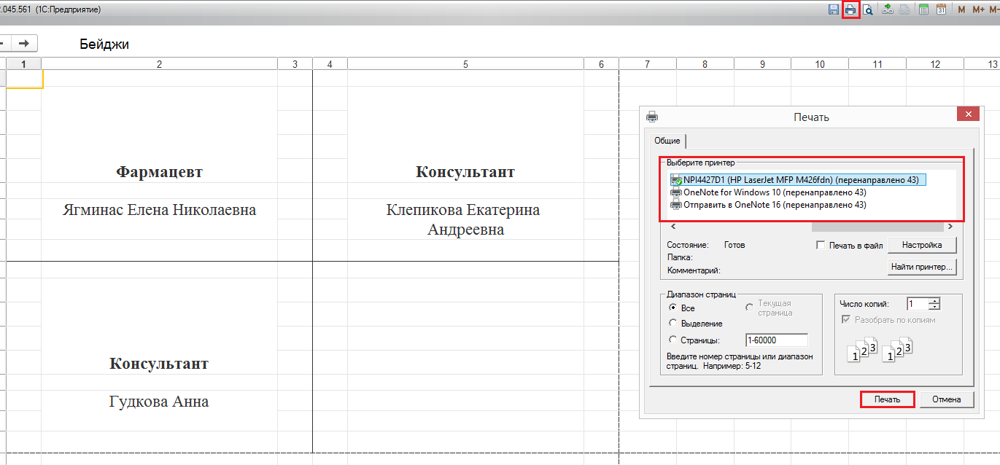 2.045.561 (1С:Предприятие)
31 M M+ M-
Бейджи
1 2 3 4 5 6 7 8 9 10 11 12 13
Фармацевт
Ягминас Елена Николаевна
Консультант
Клепикова Екатерина
Андреевна
Консультант
Гудкова Анна
Печать
Общие
Выберите принтер
NPI4427D1 (HP LaserJet MFP M426fdn) (перенаправлено 43)
OneNote for Windows 10 (перенаправлено 43)
Отправить в OneNote 16 (перенаправлено 43)
Состояние: Готов
Папка:
Комментарий:
Печать в файл
Настройка
Найти принтер...
Диапазон страниц
Все
Текущая
страница
Выделение
Страницы: 1-60000
Введите номер страницы или диапазон
страниц. Например: 5-12
Число копий: 1
Разобрать по копиям
1 2 3 1 2 3
Печать
Отмена